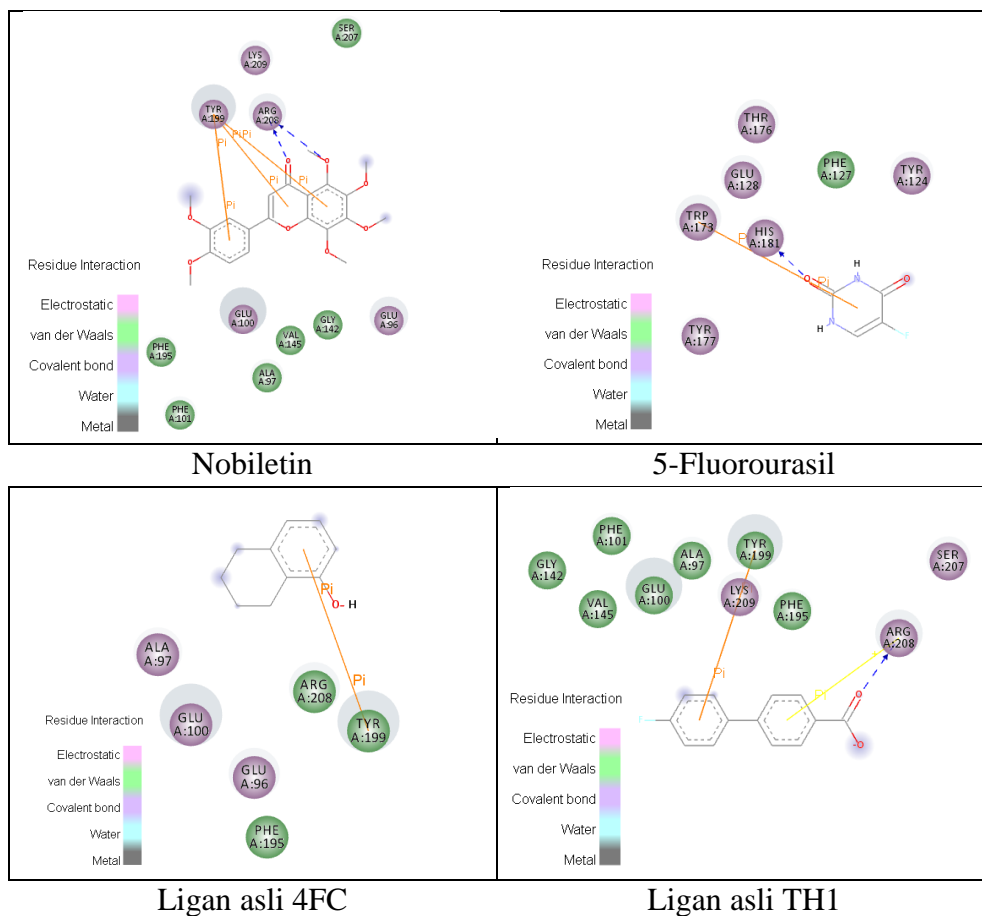 SER
A:207
LYS
A:209
TYR
A:199
ARG
A:208
PiPi
Pi
Pi
Pi
Pi
O
O
O
O
O
O
O
O
Residue Interaction
Electrostatic
van der Waals
Covalent bond
Water
Metal
GLU
A:100
VAL
A:145
GLY
A:142
GLU
A:96
PHE
A:195
ALA
A:97
PHE
A:101
Nobiletin
THR
A:176
PHE
A:127
TYR
A:124
GLU
A:128
TRP
A:173
HIS
A:181
Pi
H
O
N
O
N
H
F
TYR
A:177
Residue Interaction
Electrostatic
van der Waals
Covalent bond
Water
Metal
5-Fluorourasil
Pi
O- H
ALA
A:97
ARG
A:208
GLU
A:100
TYR
A:199
Pi
GLU
A:96
PHE
A:195
Residue Interaction
Electrostatic
van der Waals
Covalent bond
Water
Metal
Ligan asli 4FC
PHE
A:101
GLY
A:142
ALA
A:97
TYR
A:199
SER
A:207
GLU
A:100
LYS
A:209
VAL
A:145
PHE
A:195
ARG
A:208
Pi
Pi
F
O
-O
Residue Interaction
Electrostatic
van der Waals
Covalent bond
Water
Metal
Ligan asli TH1